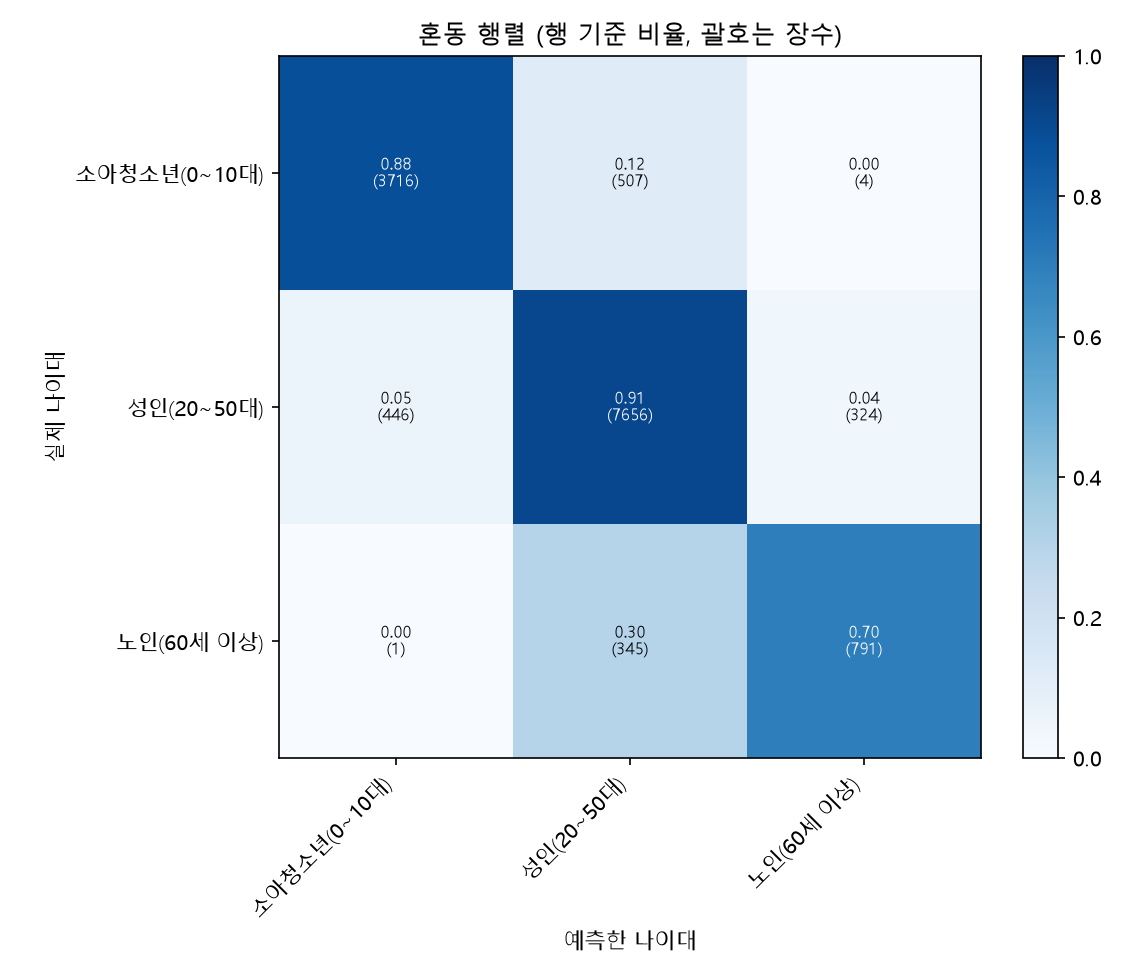 혼동 행렬 (행 기준 비율, 괄호는 장수)
실제 나이대
소아청소년(0~10대)
0.88
(3716)
0.12
(507)
0.00
(4)
성인(20~50대)
0.05
(446)
0.91
(7656)
0.04
(324)
노인(60세 이상)
0.00
(1)
0.30
(345)
0.70
(791)
소아청소년(0~10대)
성인(20~50대)
노인(60세 이상)
예측한 나이대
1.0
0.8
0.6
0.4
0.2
0.0